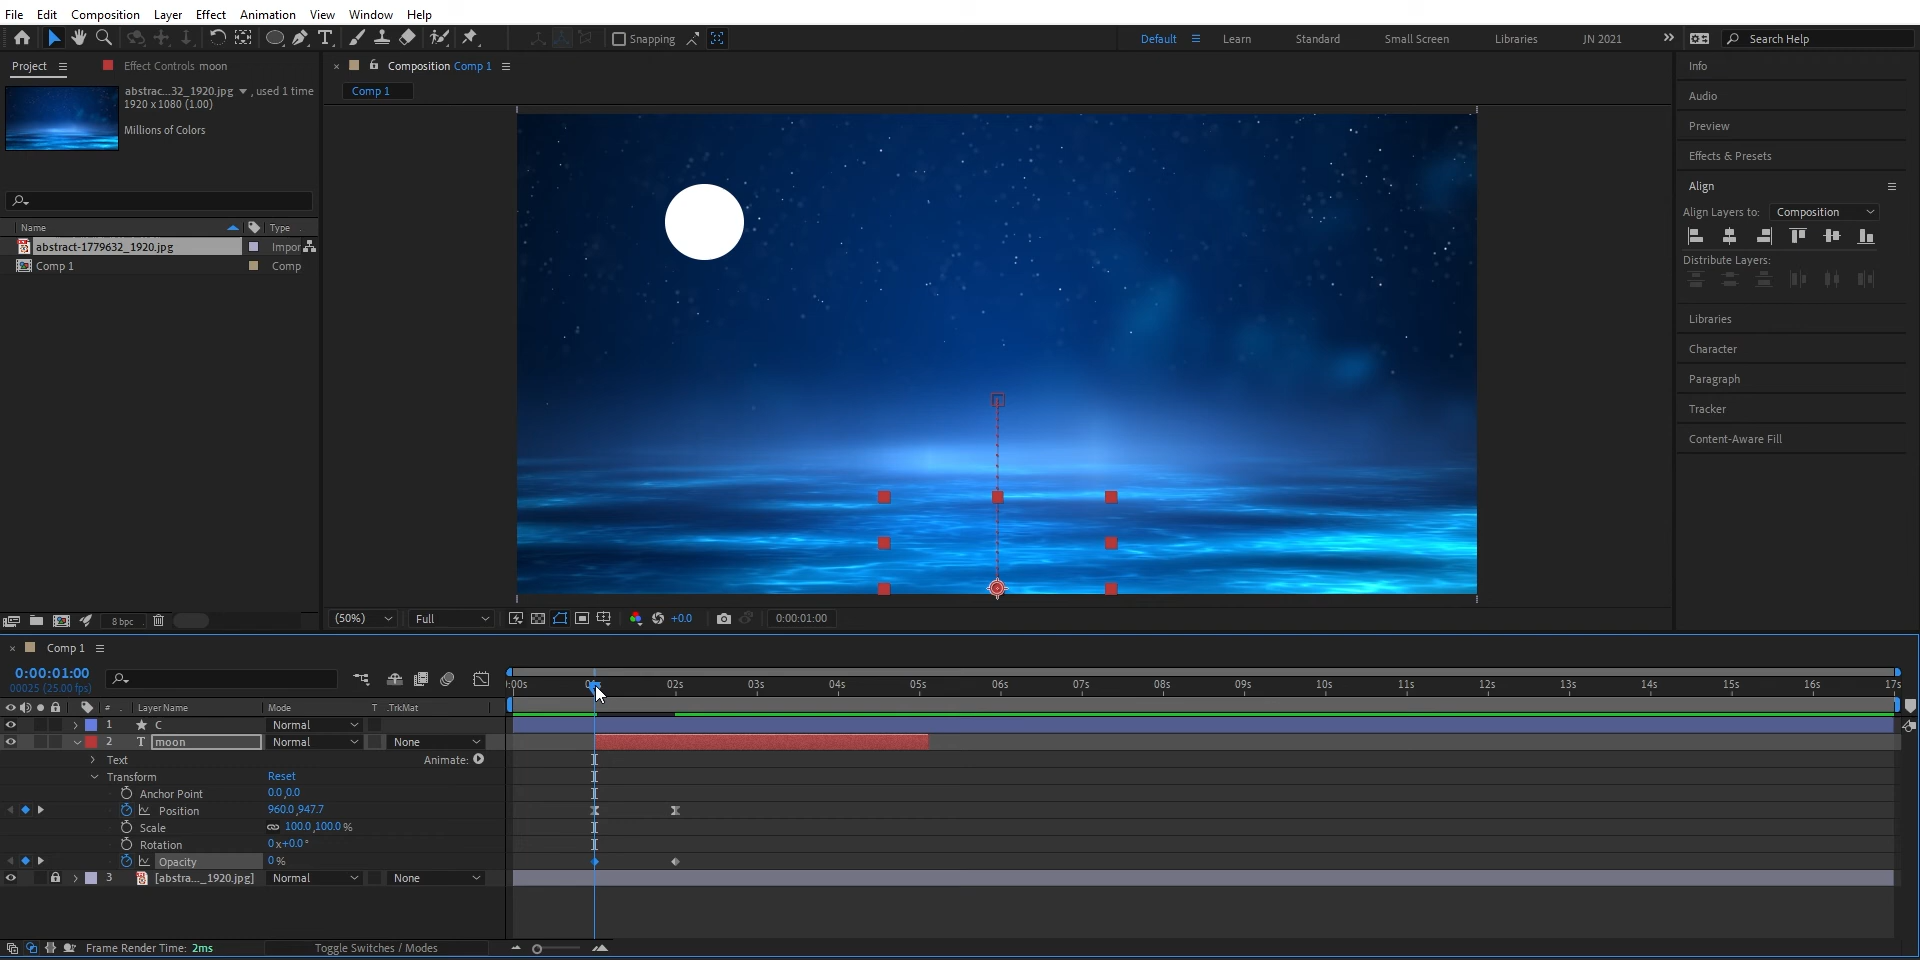 File Edit Composition Layer Effect Animation View Window Help
Snapping Default Learn Standard Small Screen Libraries JN 2021 Search Help
Project Effect Controls moon Composition Comp 1
Comp 1
abstrac...32_1920.jpg , used 1 time
1920 x 1080 (1.00)
Millions of Colors
Name Type
abstract-1779632_1920.jpg Impor
Comp 1 Comp
8 bpc
(50%) Full +0.0 0:00:01:00
Info
Audio
Preview
Effects & Presets
Align
Align Layers to: Composition
Distribute Layers:
Libraries
Character
Paragraph
Tracker
Content-Aware Fill
Comp 1
0:00:01:00
00025 (25.00 fps)
:00s 02s 03s 04s 05s 06s 07s 08s 09s 10s 11s 12s 13s 14s 15s 16s 17s
# Layer Name Mode T .TrkMat
1 C Normal
2 T moon Normal None
Text Animate:
Transform Reset
Anchor Point 0.0,0.0
Position 960.0,947.7
Scale 100.0,100.0%
Rotation 0x+0.0°
Opacity 0%
3 [abstra..._1920.jpg] Normal None
Frame Render Time: 2ms Toggle Switches / Modes